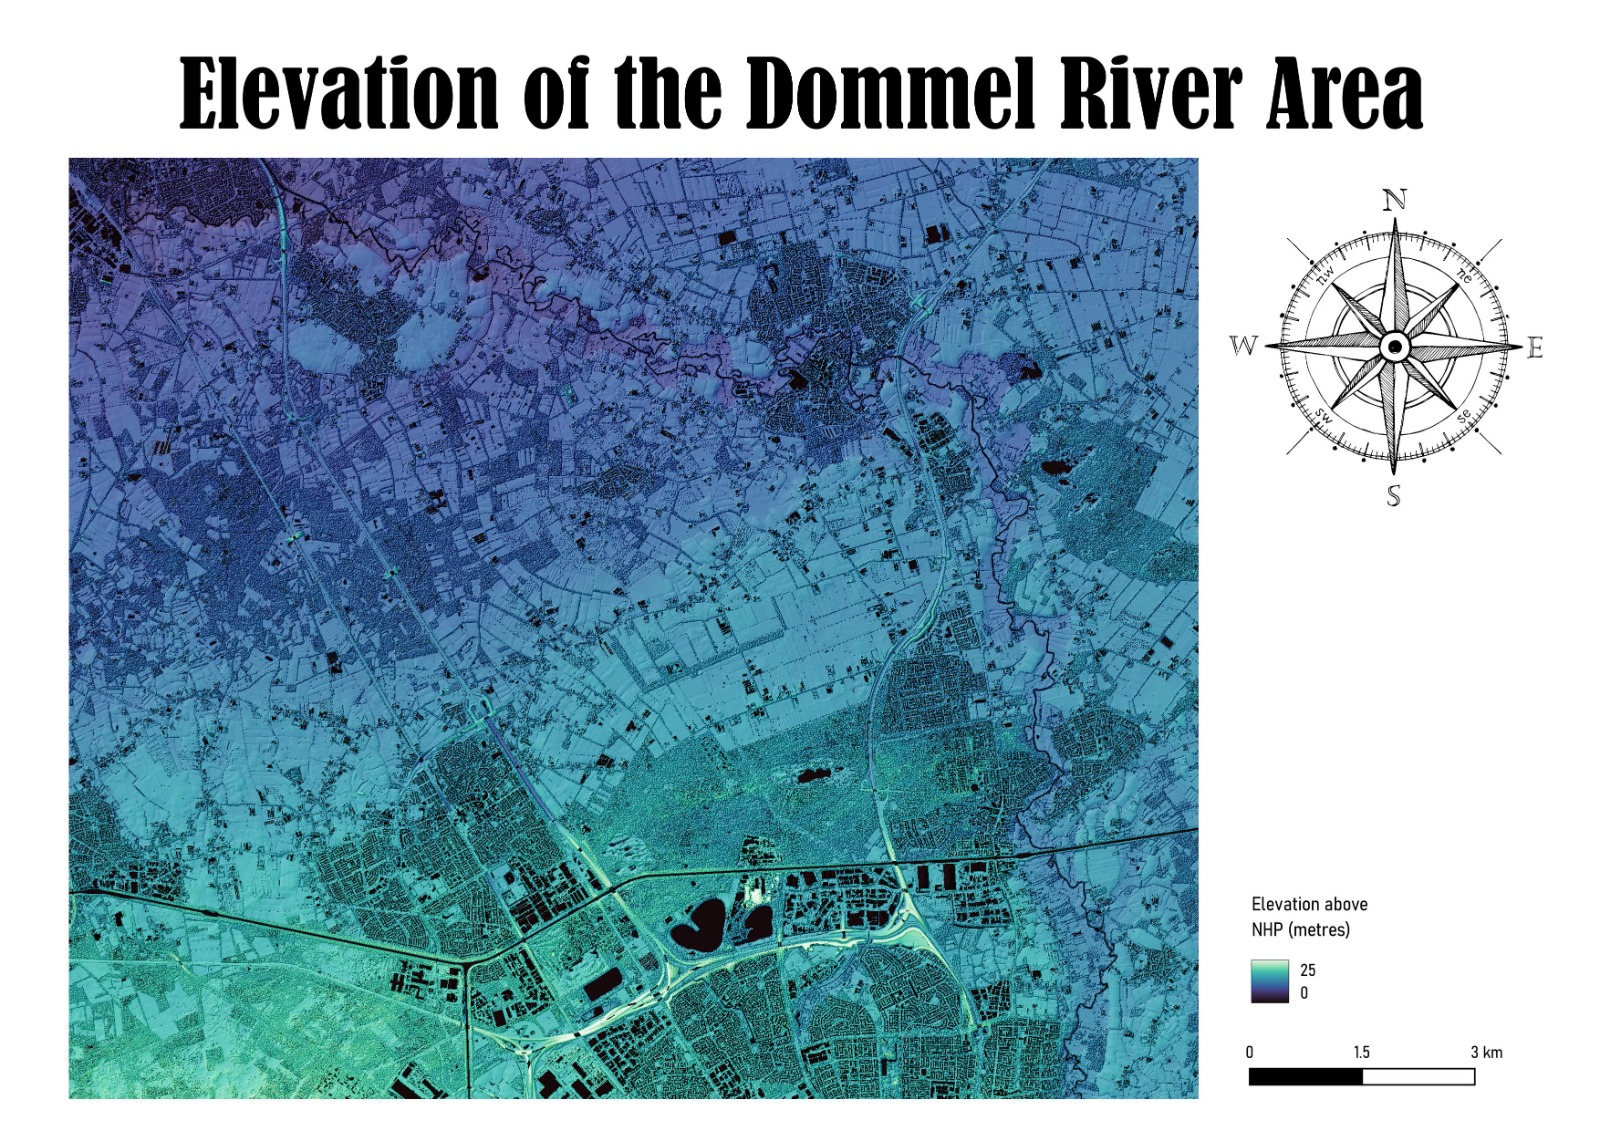 Elevation of the Dommel River Area
N
nw
ne
W
E
sw
se
S
Elevation above
NHP (metres)
25
0
0 1.5 3 km